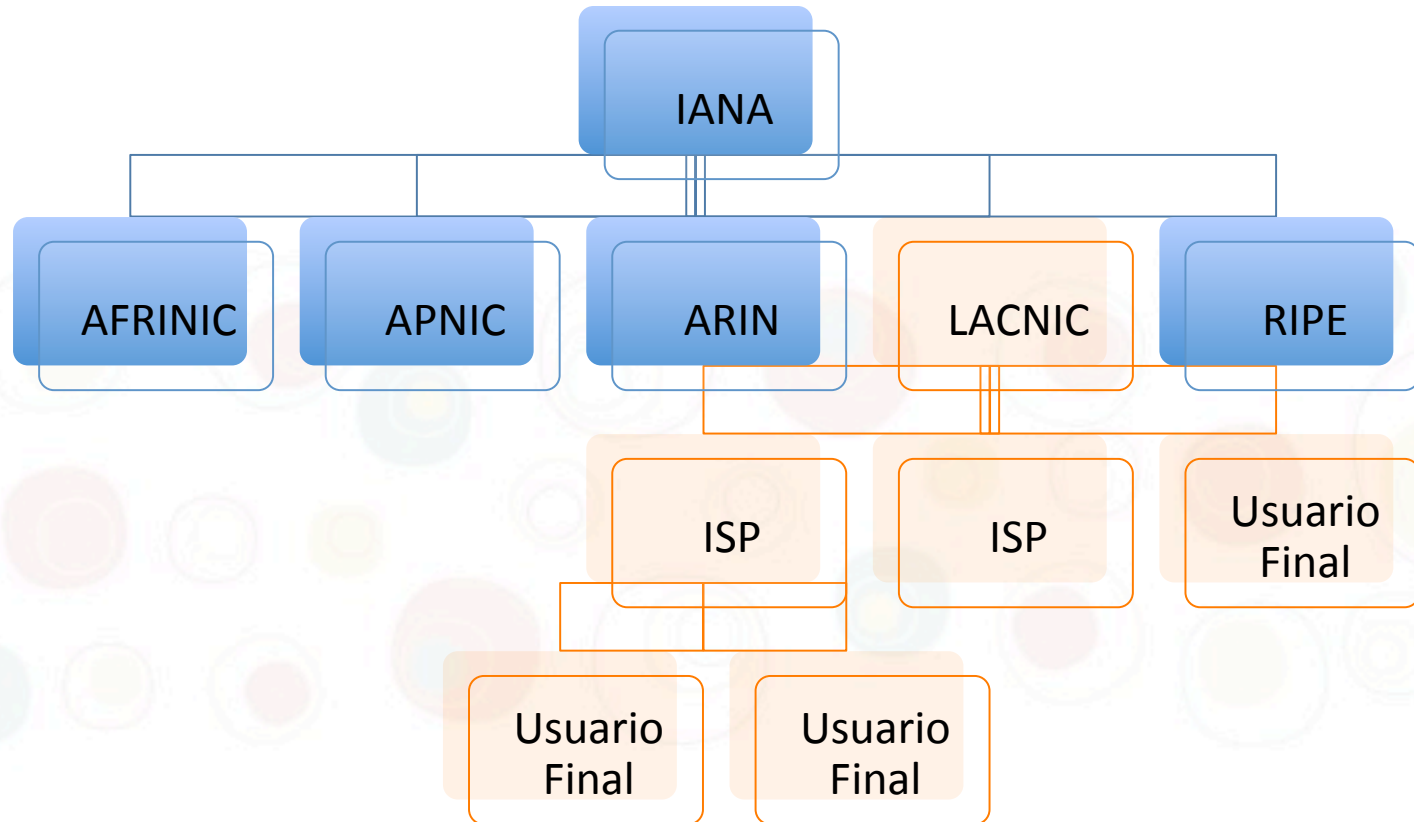 IANA
AFRINIC
APNIC
ARIN
LACNIC
RIPE
ISP
ISP
Usuario
Final
Usuario
Final
Usuario
Final